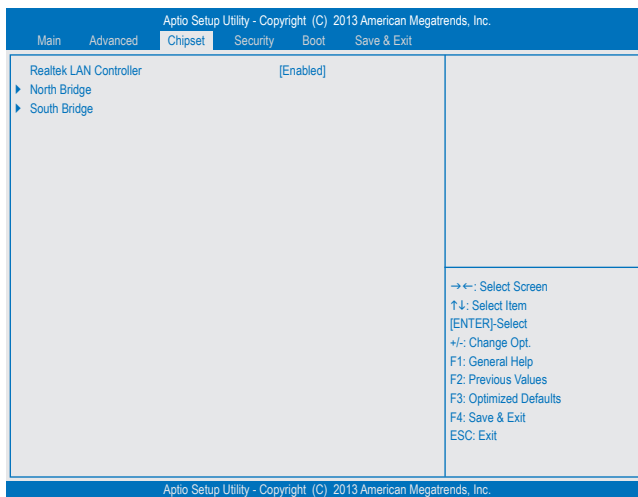 Aptio Setup Utility - Copyright (C) 2013 American Megatrends, Inc.
Main Advanced Chipset Security Boot Save & Exit
Realtek LAN Controller [Enabled]
North Bridge
South Bridge
→←: Select Screen
↑↓: Select Item
[ENTER]-Select
+/-: Change Opt.
F1: General Help
F2: Previous Values
F3: Optimized Defaults
F4: Save & Exit
ESC: Exit
Aptio Setup Utility - Copyright (C) 2013 American Megatrends, Inc.